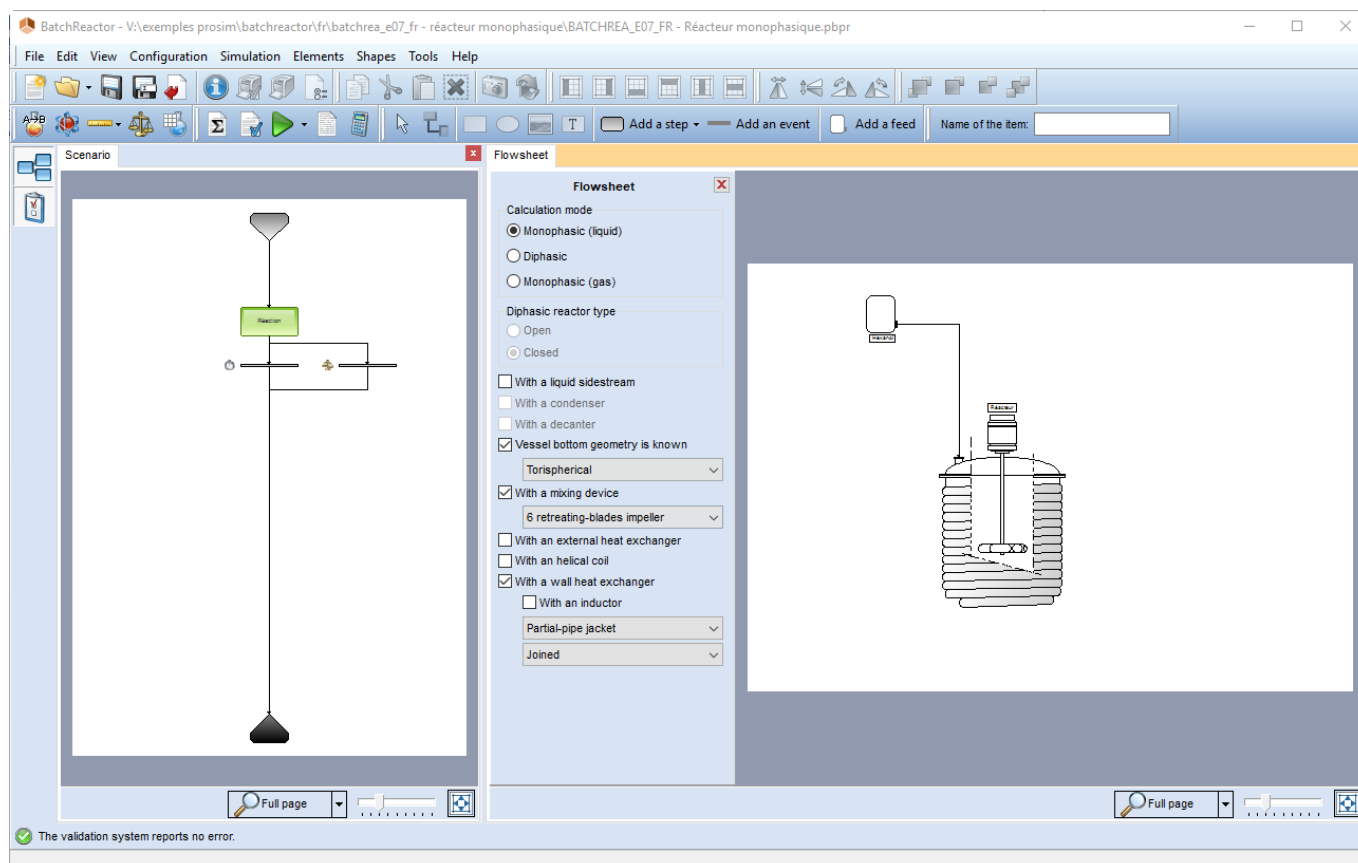 BatchReactor - V:\exemples prosim\batchreactor\fr\batchrea_e07_fr - réacteur monophasique\BATCHREA_E07_FR - Réacteur monophasique.pbpr
File Edit View Configuration Simulation Elements Shapes Tools Help
Add a step Add an event Add a feed Name of the item:
Scenario
Flowsheet
Flowsheet
Calculation mode
Monophasic (liquid)
Diphasic
Monophasic (gas)
Diphasic reactor type
Open
Closed
With a liquid sidestream
With a condenser
With a decanter
Vessel bottom geometry is known
Torispherical
With a mixing device
6 retreating-blades impeller
With an external heat exchanger
With an helical coil
With a wall heat exchanger
With an inductor
Partial-pipe jacket
Joined
Réaction
Réacteur
Full page
Full page
The validation system reports no error.